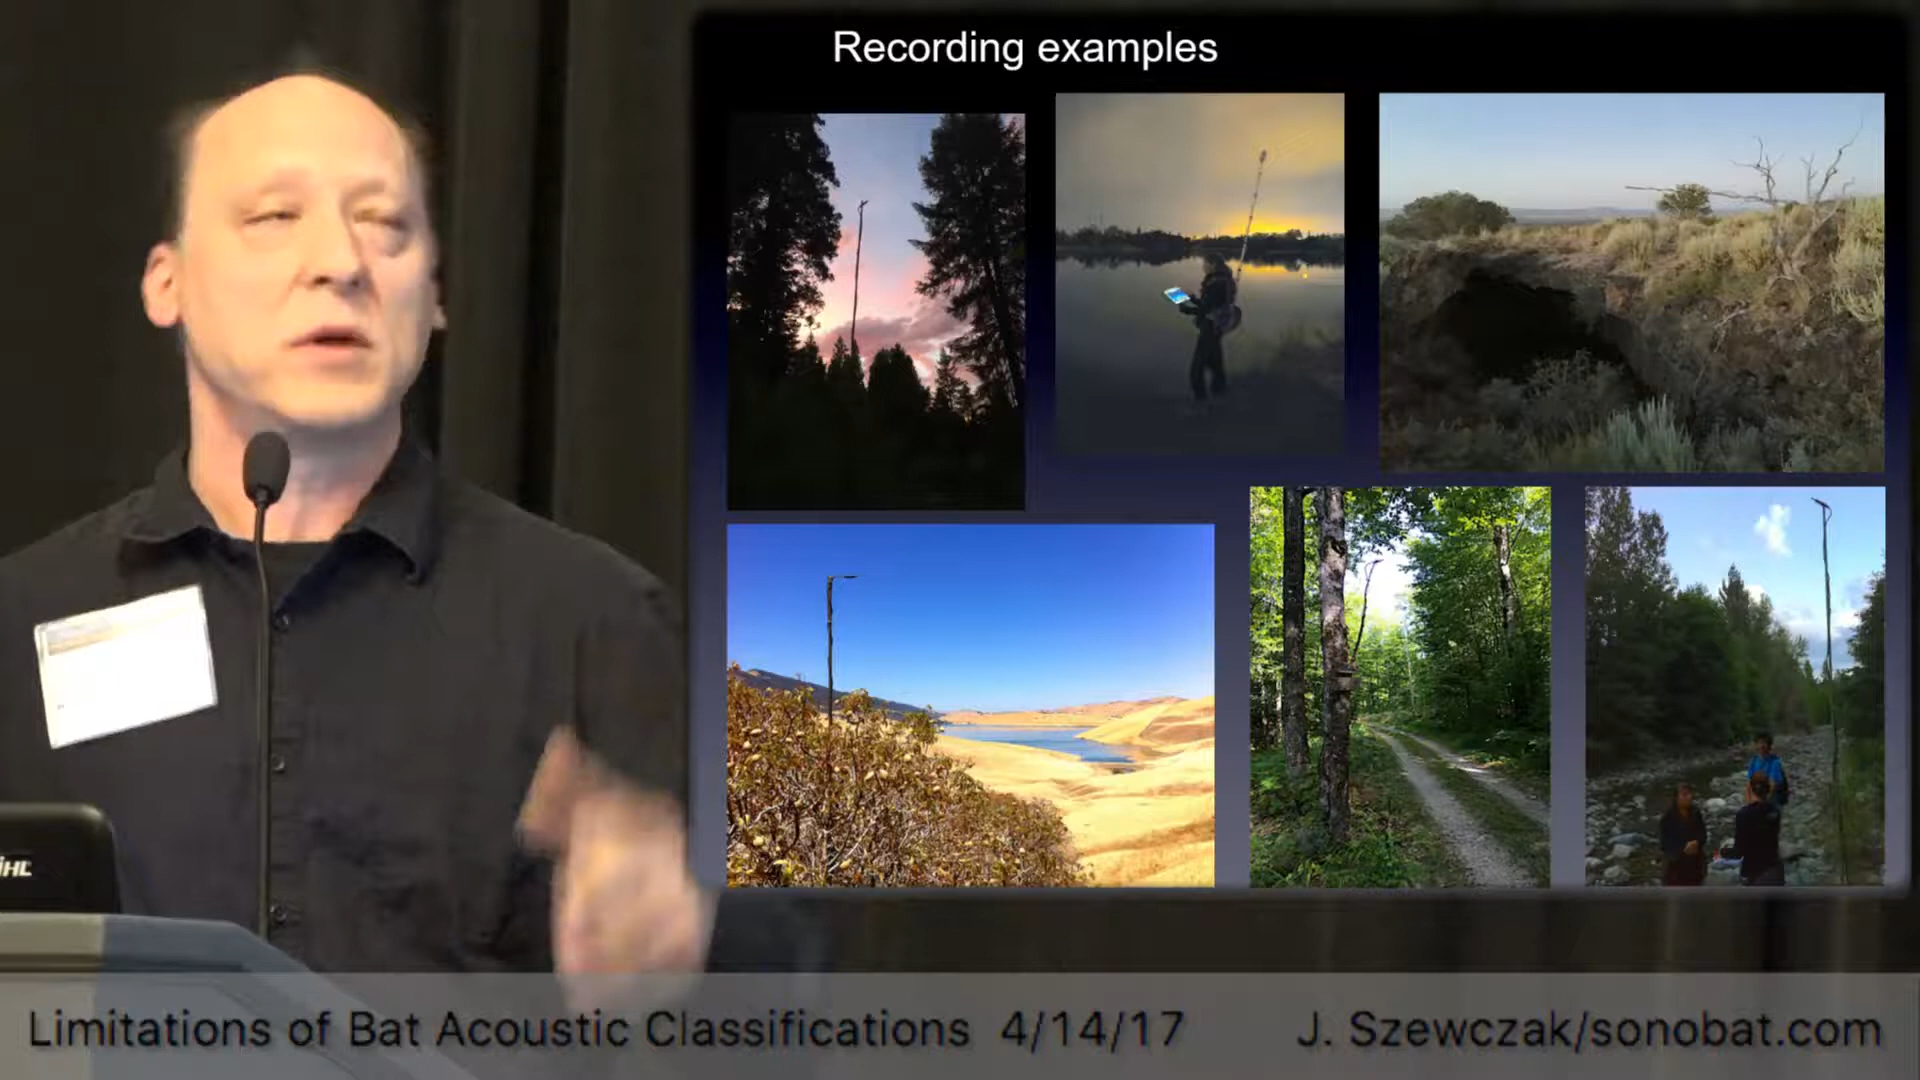 Recording examples
Limitations of Bat Acoustic Classifications 4/14/17 J. Szewczak/sonobat.com